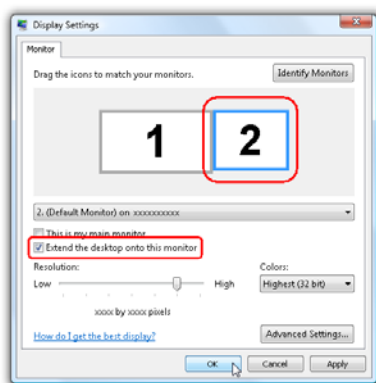 Display Settings
Monitor
Drag the icons to match your monitors.
Identify Monitors
1
2
2. (Default Monitor) on xxxxxxxxxx
This is my main monitor
Extend the desktop onto this monitor
Resolution:
Colors:
Low
High
Highest (32 bit)
xxxx by xxxx pixels
How do I get the best display?
Advanced Settings...
OK
Cancel
Apply